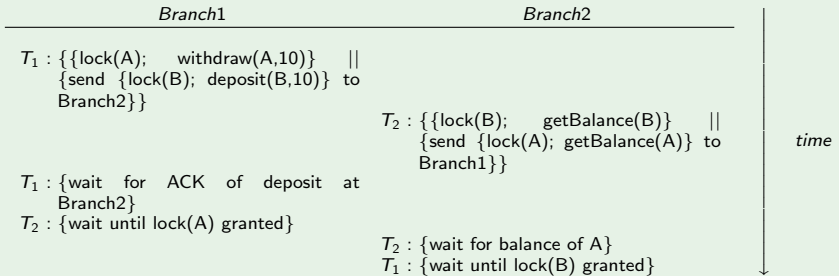 Branch1 Branch2
T1 : {{lock(A); withdraw(A,10)} ||
{send {lock(B); deposit(B,10)} to
Branch2}}
T2 : {{lock(B); getBalance(B)} ||
{send {lock(A); getBalance(A)} to
Branch1}}
time
T1 : {wait for ACK of deposit at
Branch2}
T2 : {wait until lock(A) granted}
T2 : {wait for balance of A}
T1 : {wait until lock(B) granted}